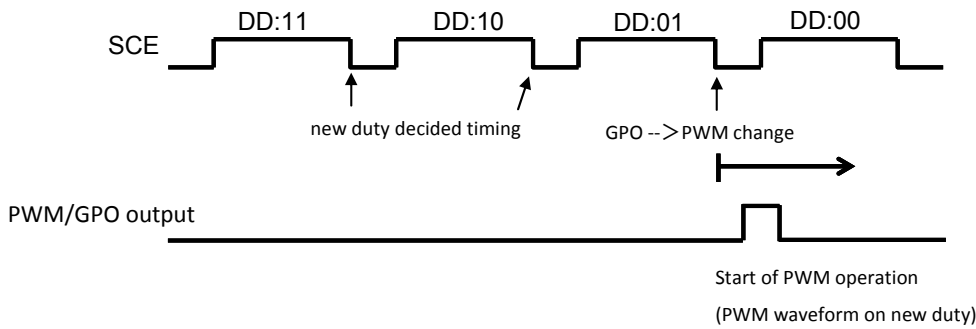 DD:11 DD:10 DD:01 DD:00
SCE
new duty decided timing
GPO -->PWM change
PWM/GPO output
Start of PWM operation
(PWM waveform on new duty)